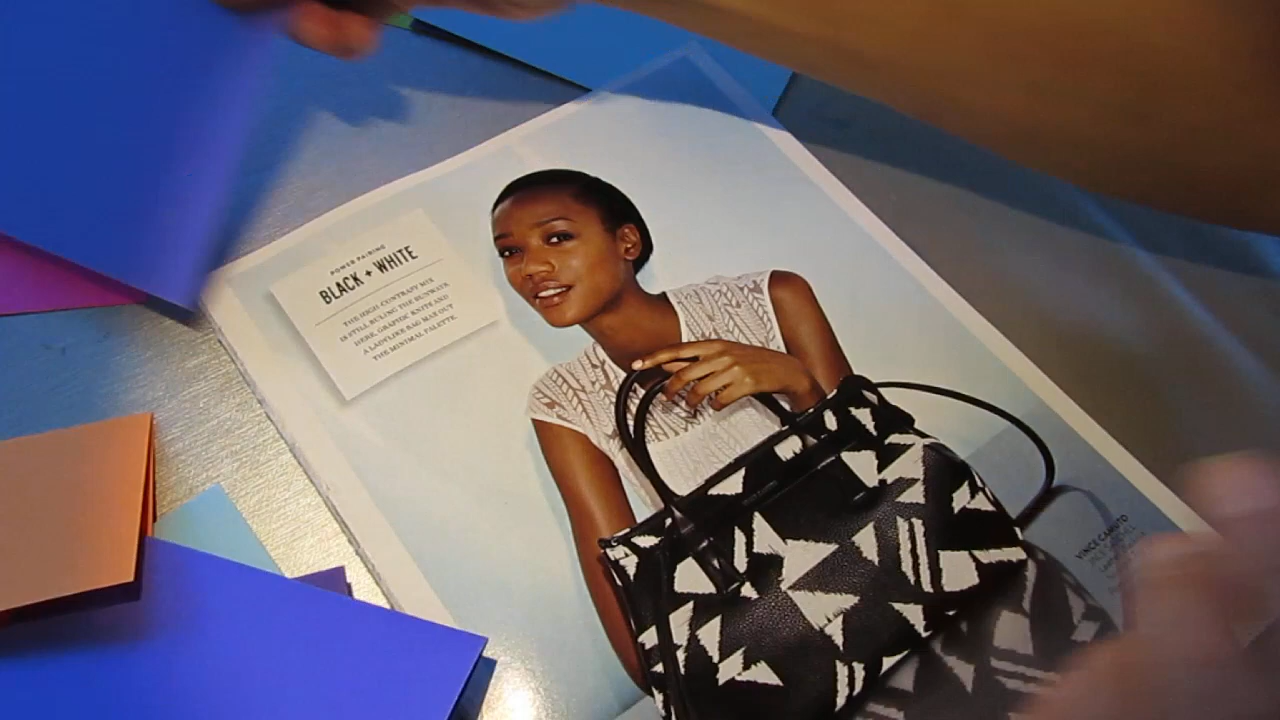 POWER PAIRING
BLACK + WHITE
THE HIGH-CONTRAST MIX
IS STILL RULING THE RUNWAYS
HERE, GRAPHIC KNITS AND
A LADYLIKE BAG MAX OUT
THE MINIMAL PALETTE.
VINCE CAMUTO